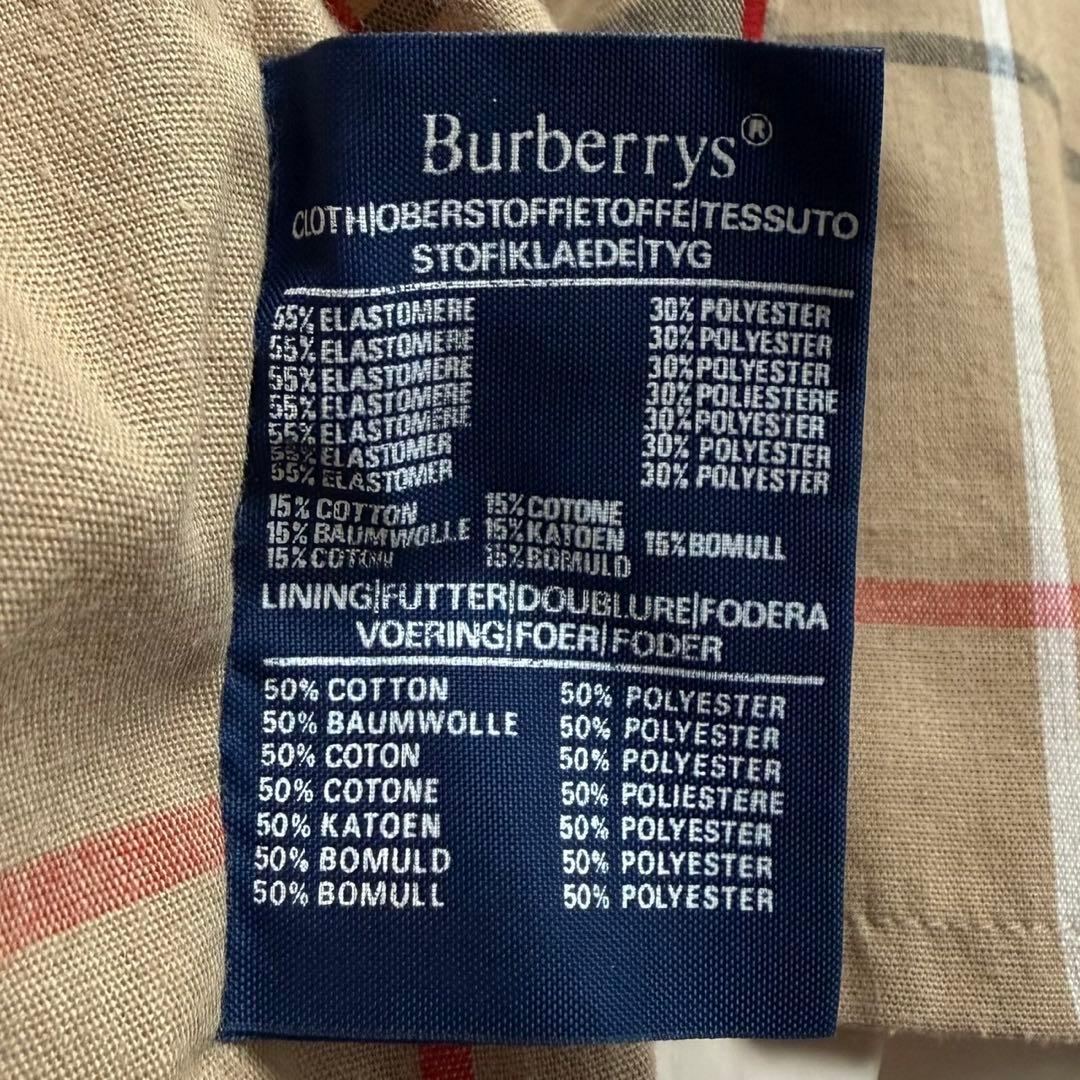 Burberrys®
CLOTH|OBERSTOFF|ETOFFE|TESSUTO
STOF|KLAEDE|TYG
55% ELASTOMERE 30% POLYESTER
55% ELASTOMERE 30% POLYESTER
55% ELASTOMERE 30% POLYESTER
55% ELASTOMERE 30% POLIESTERE
55% ELASTOMERE 30% POLYESTER
55% ELASTOMER 30% POLYESTER
55% ELASTOMER 30% POLYESTER
15% COTTON 15% COTONE
15% BAUMWOLLE 15% KATOEN 15% BOMULL
15% COTON 15% BOMULD
LINING|FUTTER|DOUBLURE|FODERA
VOERING|FOER|FODER
50% COTTON 50% POLYESTER
50% BAUMWOLLE 50% POLYESTER
50% COTON 50% POLYESTER
50% COTONE 50% POLIESTERE
50% KATOEN 50% POLYESTER
50% BOMULD 50% POLYESTER
50% BOMULL 50% POLYESTER